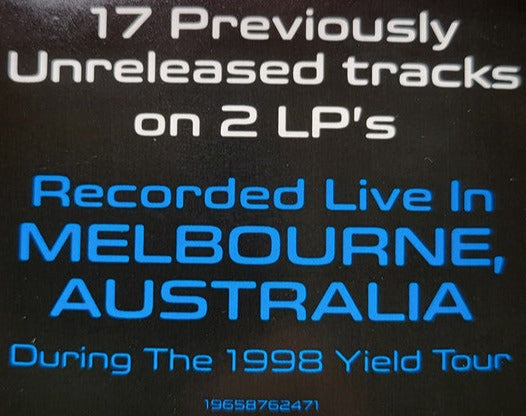 17 Previously
Unreleased tracks
on 2 LP's
Recorded Live In
MELBOURNE,
AUSTRALIA
During The 1998 Yield Tour
19658762471